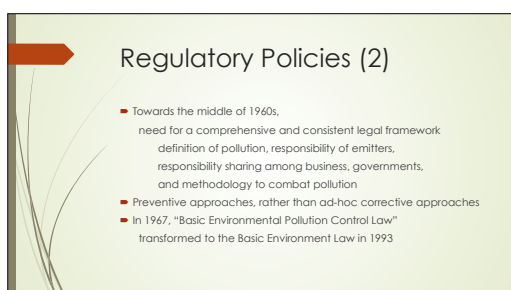 Regulatory Policies (2)
Towards the middle of 1960s,
need for a comprehensive and consistent legal framework
definition of pollution, responsibility of emitters,
responsibility sharing among business, governments,
and methodology to combat pollution
Preventive approaches, rather than ad-hoc corrective approaches
In 1967, “Basic Environmental Pollution Control Law”
transformed to the Basic Environment Law in 1993